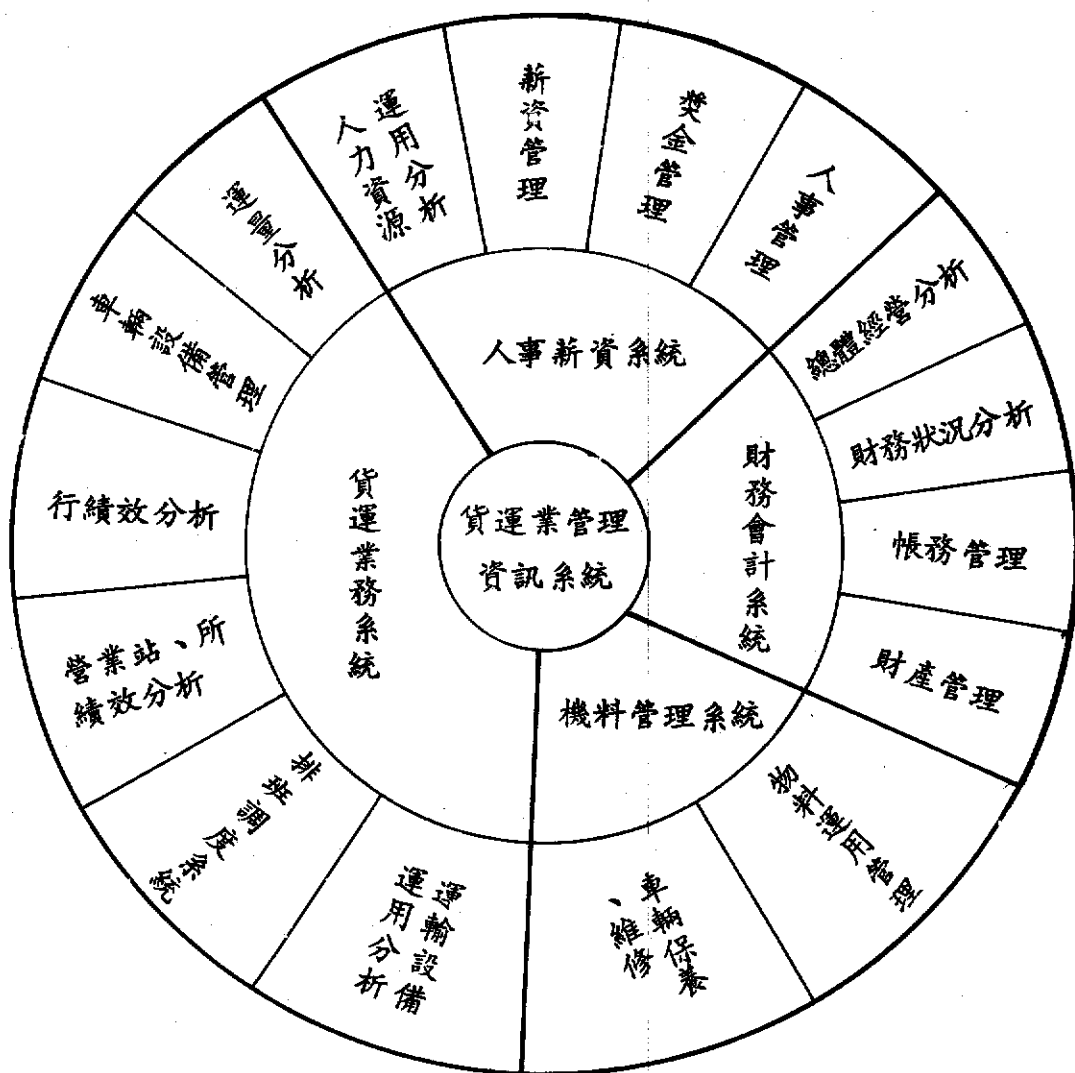 貨運業管理
資訊系統
人事薪資系統
財務會計系統
機料管理系統
貨運業務系統
人力資源
運用分析
薪資管理
獎金管理
人事管理
總體經營分析
財務狀況分析
帳務管理
財產管理
物料運用管理
車輛保養
、維修
運輸設備
運用分析
排班調度系統
營業站、所
績效分析
行績效分析
車輛設備管理
運量分析